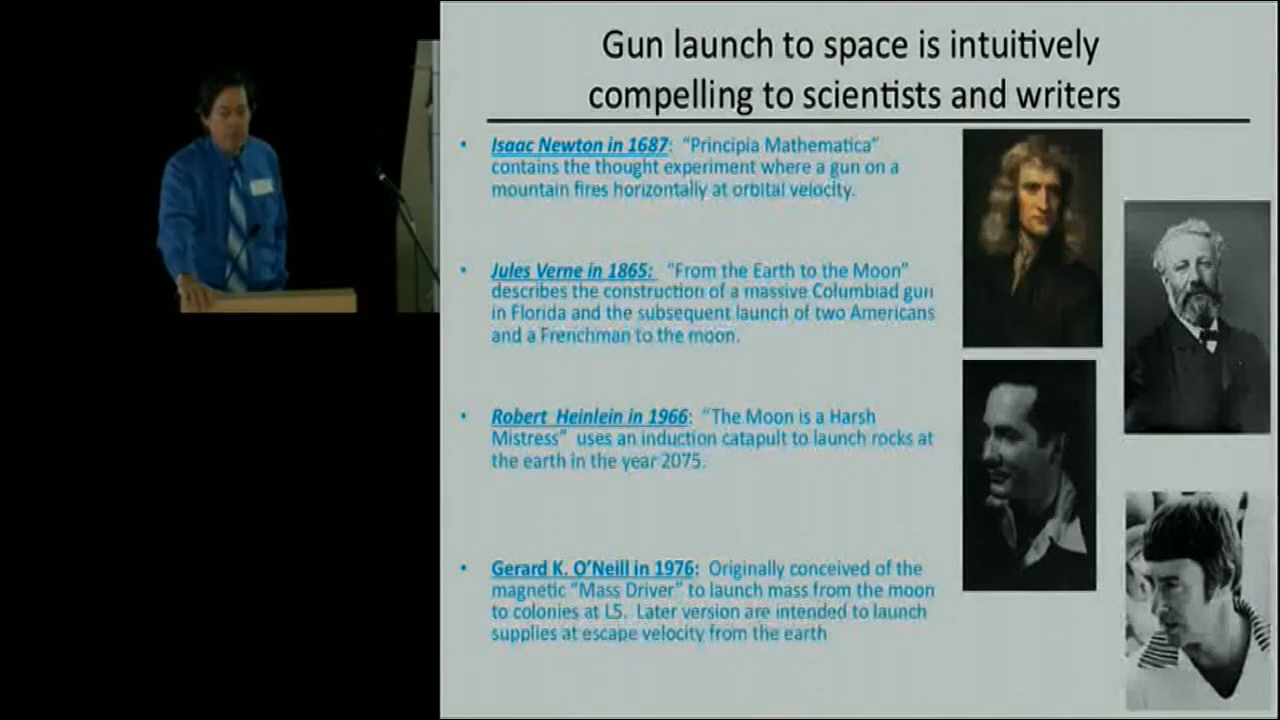 Gun launch to space is intuitively
compelling to scientists and writers
• Isaac Newton in 1687: “Principia Mathematica”
contains the thought experiment where a gun on a
mountain fires horizontally at orbital velocity.
• Jules Verne in 1865: “From the Earth to the Moon”
describes the construction of a massive Columbiad gun
in Florida and the subsequent launch of two Americans
and a Frenchman to the moon.
• Robert Heinlein in 1966: “The Moon is a Harsh
Mistress” uses an induction catapult to launch rocks at
the earth in the year 2075.
• Gerard K. O’Neill in 1976: Originally conceived of the
magnetic “Mass Driver” to launch mass from the moon
to colonies at L5. Later version are intended to launch
supplies at escape velocity from the earth